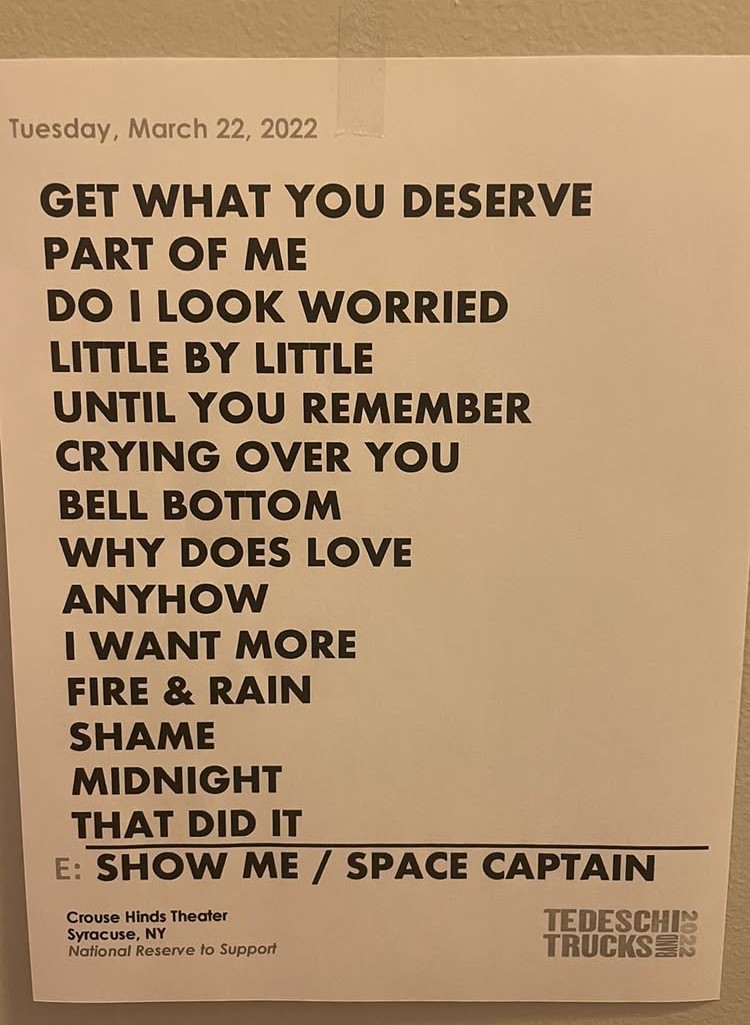 Tuesday, March 22, 2022
GET WHAT YOU DESERVE
PART OF ME
DO I LOOK WORRIED
LITTLE BY LITTLE
UNTIL YOU REMEMBER
CRYING OVER YOU
BELL BOTTOM
WHY DOES LOVE
ANYHOW
I WANT MORE
FIRE & RAIN
SHAME
MIDNIGHT
THAT DID IT
E: SHOW ME / SPACE CAPTAIN
Crouse Hinds Theater
Syracuse, NY
National Reserve to Support
TEDESCHI
TRUCKS BAND 2022